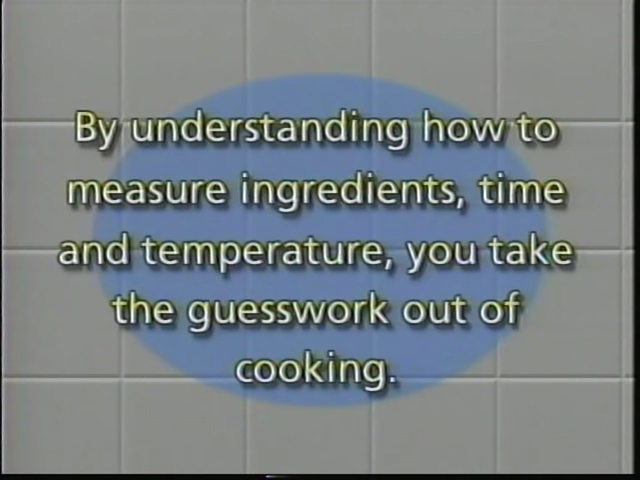 By understanding how to
measure ingredients, time
and temperature, you take
the guesswork out of
cooking.